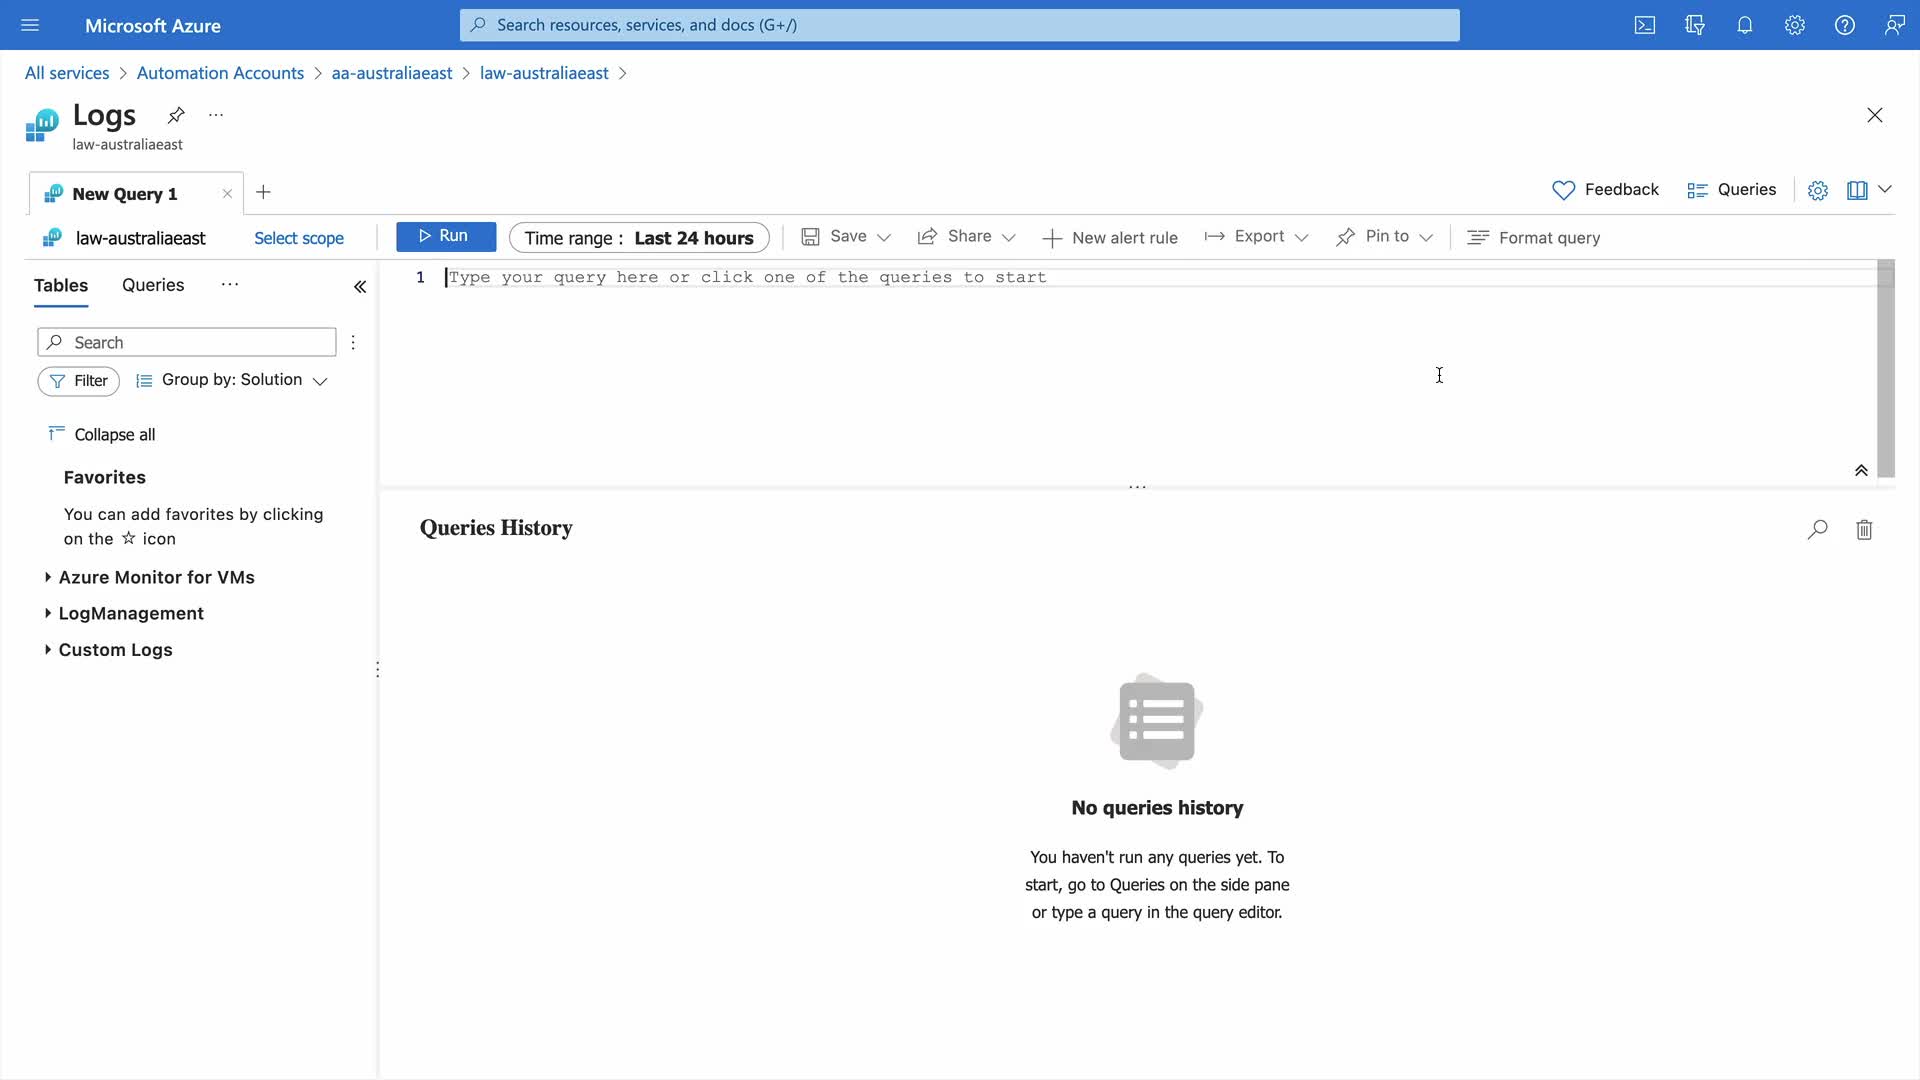 Microsoft Azure
Search resources, services, and docs (G+/)
All services > Automation Accounts > aa-australiaeast > law-australiaeast >
Logs
law-australiaeast
New Query 1
Feedback
Queries
law-australiaeast
Select scope
Run
Time range : Last 24 hours
Save
Share
New alert rule
Export
Pin to
Format query
Tables
Queries
1
Type your query here or click one of the queries to start
Search
Filter
Group by: Solution
Collapse all
Favorites
You can add favorites by clicking
on the ☆ icon
Azure Monitor for VMs
LogManagement
Custom Logs
Queries History
No queries history
You haven't run any queries yet. To
start, go to Queries on the side pane
or type a query in the query editor.